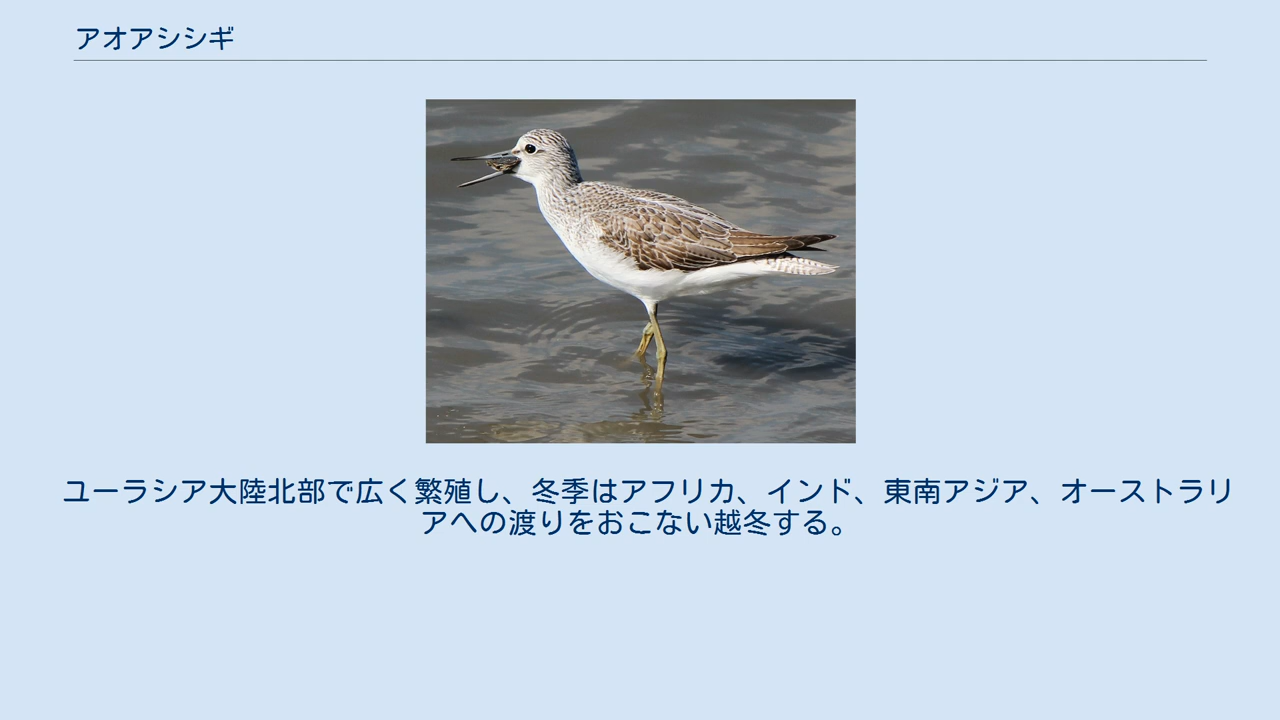 アオアシシギ
ユーラシア大陸北部で広く繁殖し、冬季はアフリカ、インド、東南アジア、オーストラリ
アへの渡りをおこない越冬する。